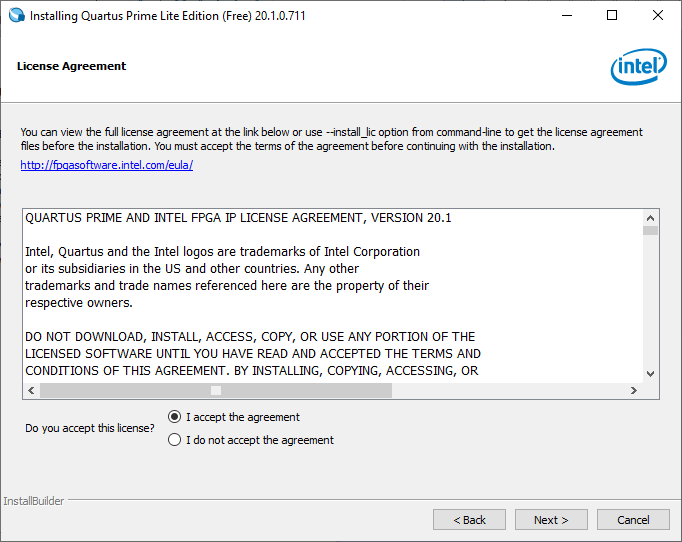 Installing Quartus Prime Lite Edition (Free) 20.1.0.711
License Agreement
intel
You can view the full license agreement at the link below or use --install_lic option from command-line to get the license agreement
files before the installation. You must accept the terms of the agreement before continuing with the installation.
http://fpgasoftware.intel.com/eula/
QUARTUS PRIME AND INTEL FPGA IP LICENSE AGREEMENT, VERSION 20.1
Intel, Quartus and the Intel logos are trademarks of Intel Corporation
or its subsidiaries in the US and other countries. Any other
trademarks and trade names referenced here are the property of their
respective owners.
DO NOT DOWNLOAD, INSTALL, ACCESS, COPY, OR USE ANY PORTION OF THE
LICENSED SOFTWARE UNTIL YOU HAVE READ AND ACCEPTED THE TERMS AND
CONDITIONS OF THIS AGREEMENT. BY INSTALLING, COPYING, ACCESSING, OR
Do you accept this license?
I accept the agreement
I do not accept the agreement
InstallBuilder
< Back
Next >
Cancel